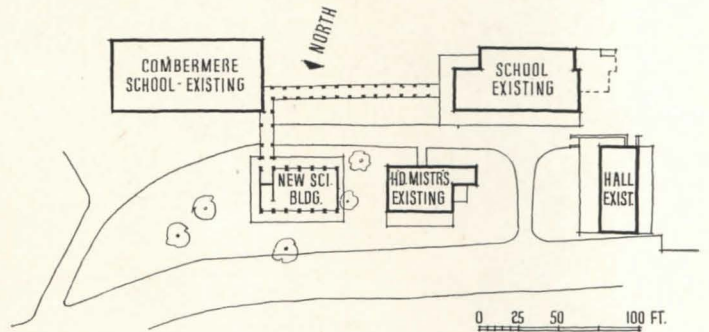 NORTH
COMBERMERE
SCHOOL-EXISTING
SCHOOL
EXISTING
NEW SCI.
BLDG.
HD. MISTR'S
EXISTING
HALL
EXIST.
0 25 50 100 FT.